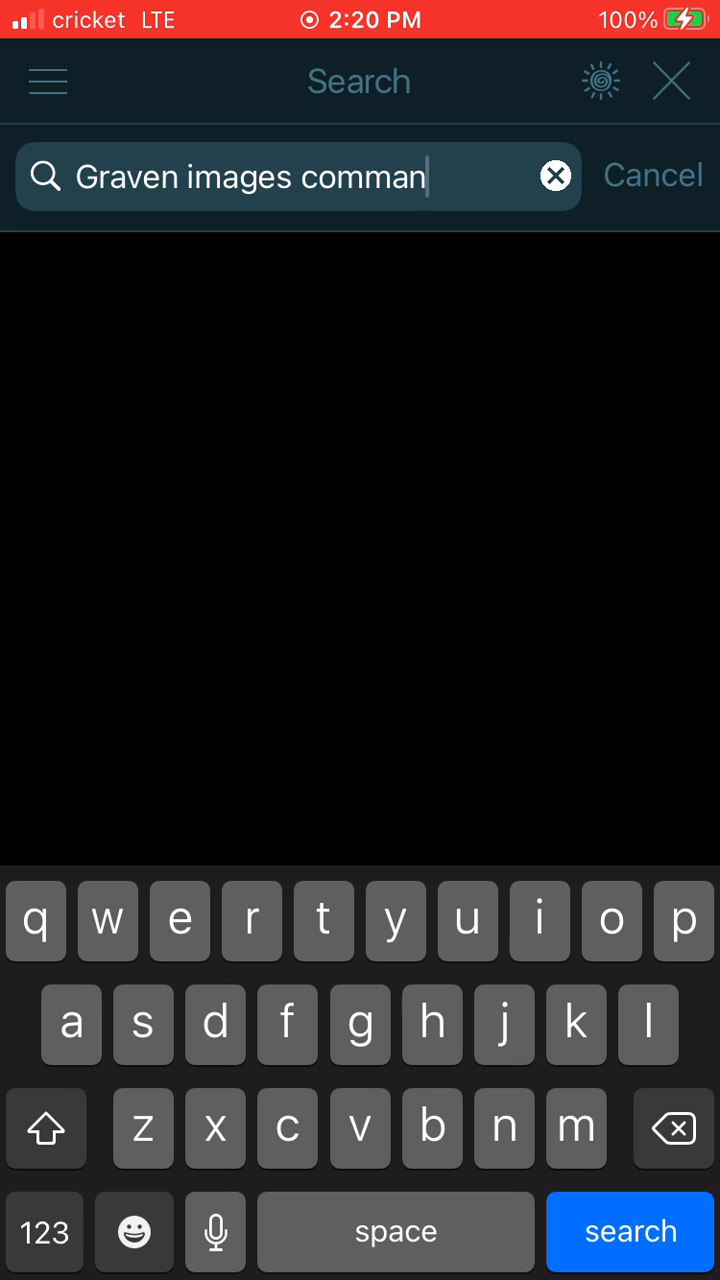 cricket LTE 2:20 PM 100%
Search
Graven images comman Cancel
q w e r t y u i o p
a s d f g h j k l
z x c v b n m
123 space search